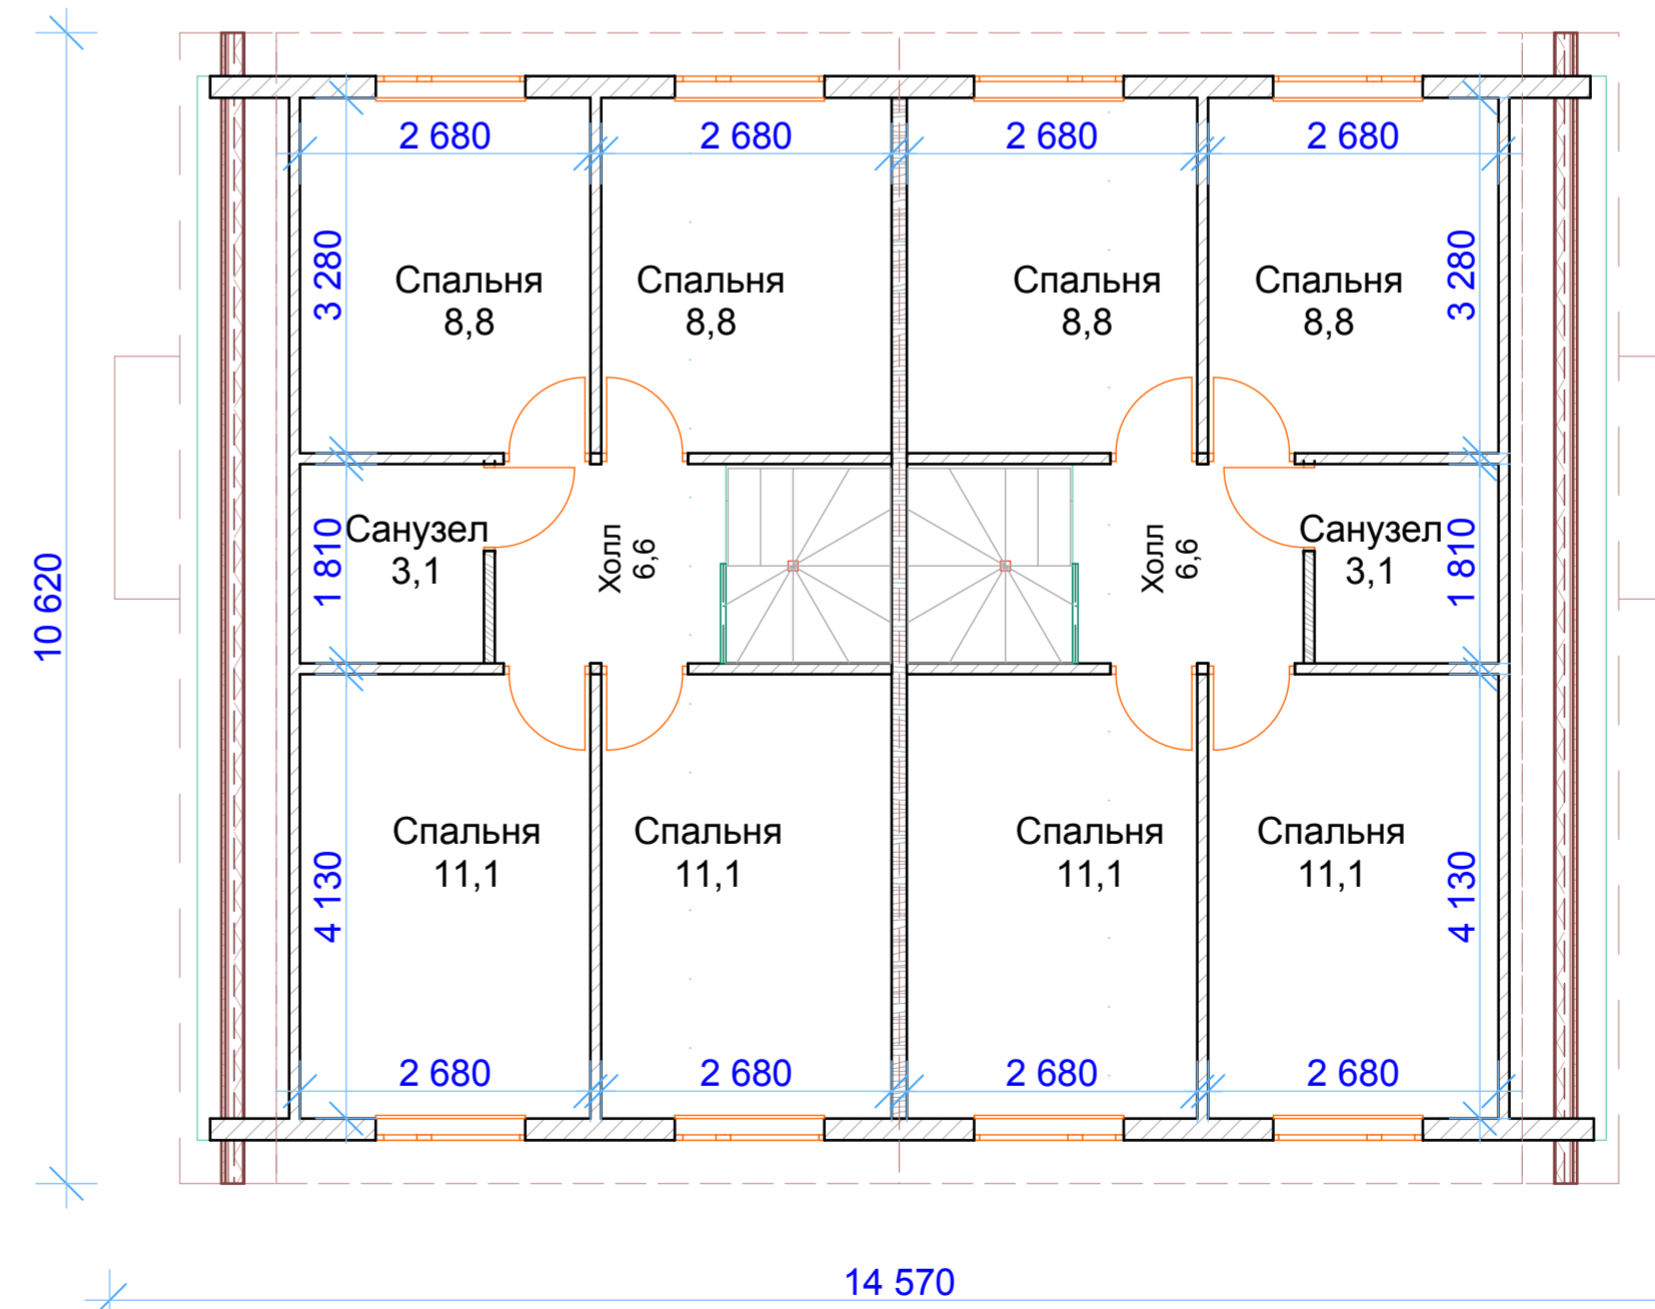 2 680
2 680
2 680
2 680
3 280
3 280
Спальня
8,8
Спальня
8,8
Спальня
8,8
Спальня
8,8
10 620
1 810
Санузел
3,1
Холл
6,6
Холл
6,6
Санузел
3,1
1 810
Спальня
11,1
Спальня
11,1
Спальня
11,1
Спальня
11,1
4 130
4 130
2 680
2 680
2 680
2 680
14 570